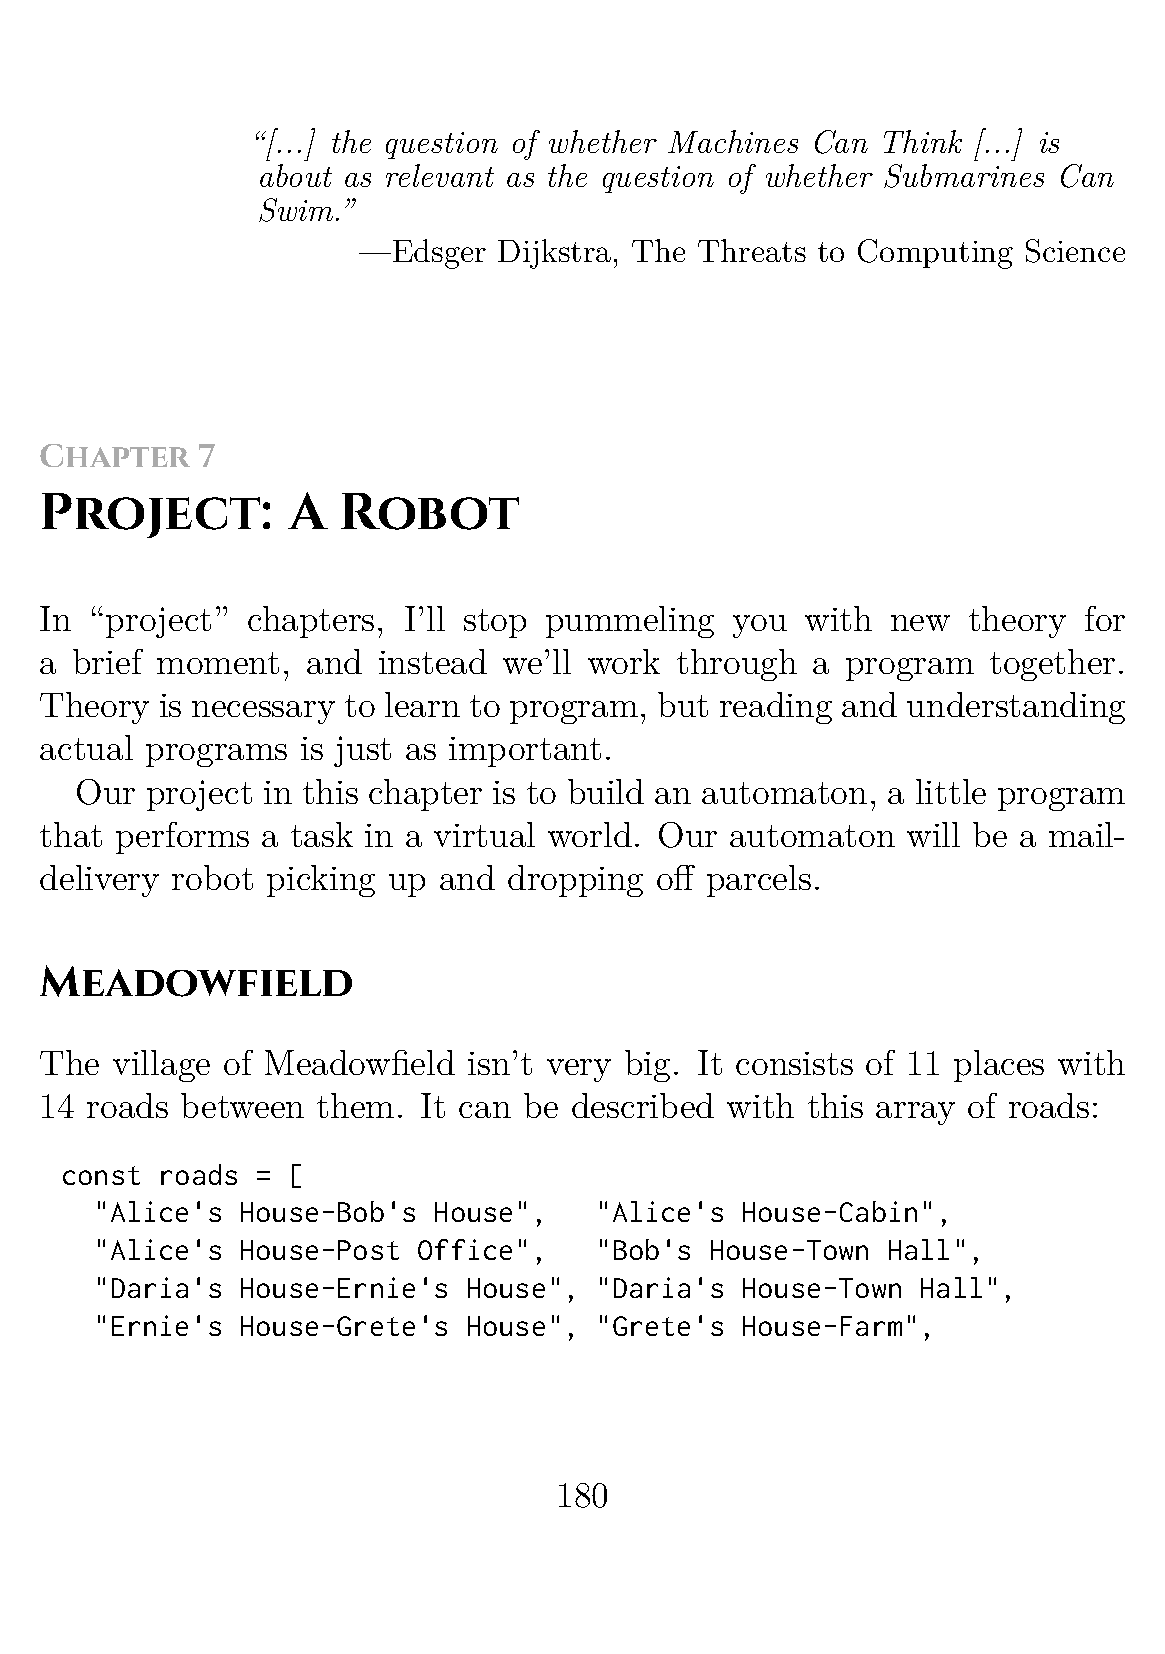 “[...] the question of whether Machines Can Think [...] is
about as relevant as the question of whether Submarines Can
Swim.”
—Edsger Dijkstra, The Threats to Computing Science
Chapter 7
Project: A Robot
In “project” chapters, I’ll stop pummeling you with new theory for
a brief moment, and instead we’ll work through a program together.
Theory is necessary to learn to program, but reading and understanding
actual programs is just as important.
Our project in this chapter is to build an automaton, a little program
that performs a task in a virtual world. Our automaton will be a mail-
delivery robot picking up and dropping off parcels.
Meadowfield
The village of Meadowfield isn’t very big. It consists of 11 places with
14 roads between them. It can be described with this array of roads:
const roads = [
  "Alice's House-Bob's House",   "Alice's House-Cabin",
  "Alice's House-Post Office",   "Bob's House-Town Hall",
  "Daria's House-Ernie's House", "Daria's House-Town Hall",
  "Ernie's House-Grete's House", "Grete's House-Farm",
180